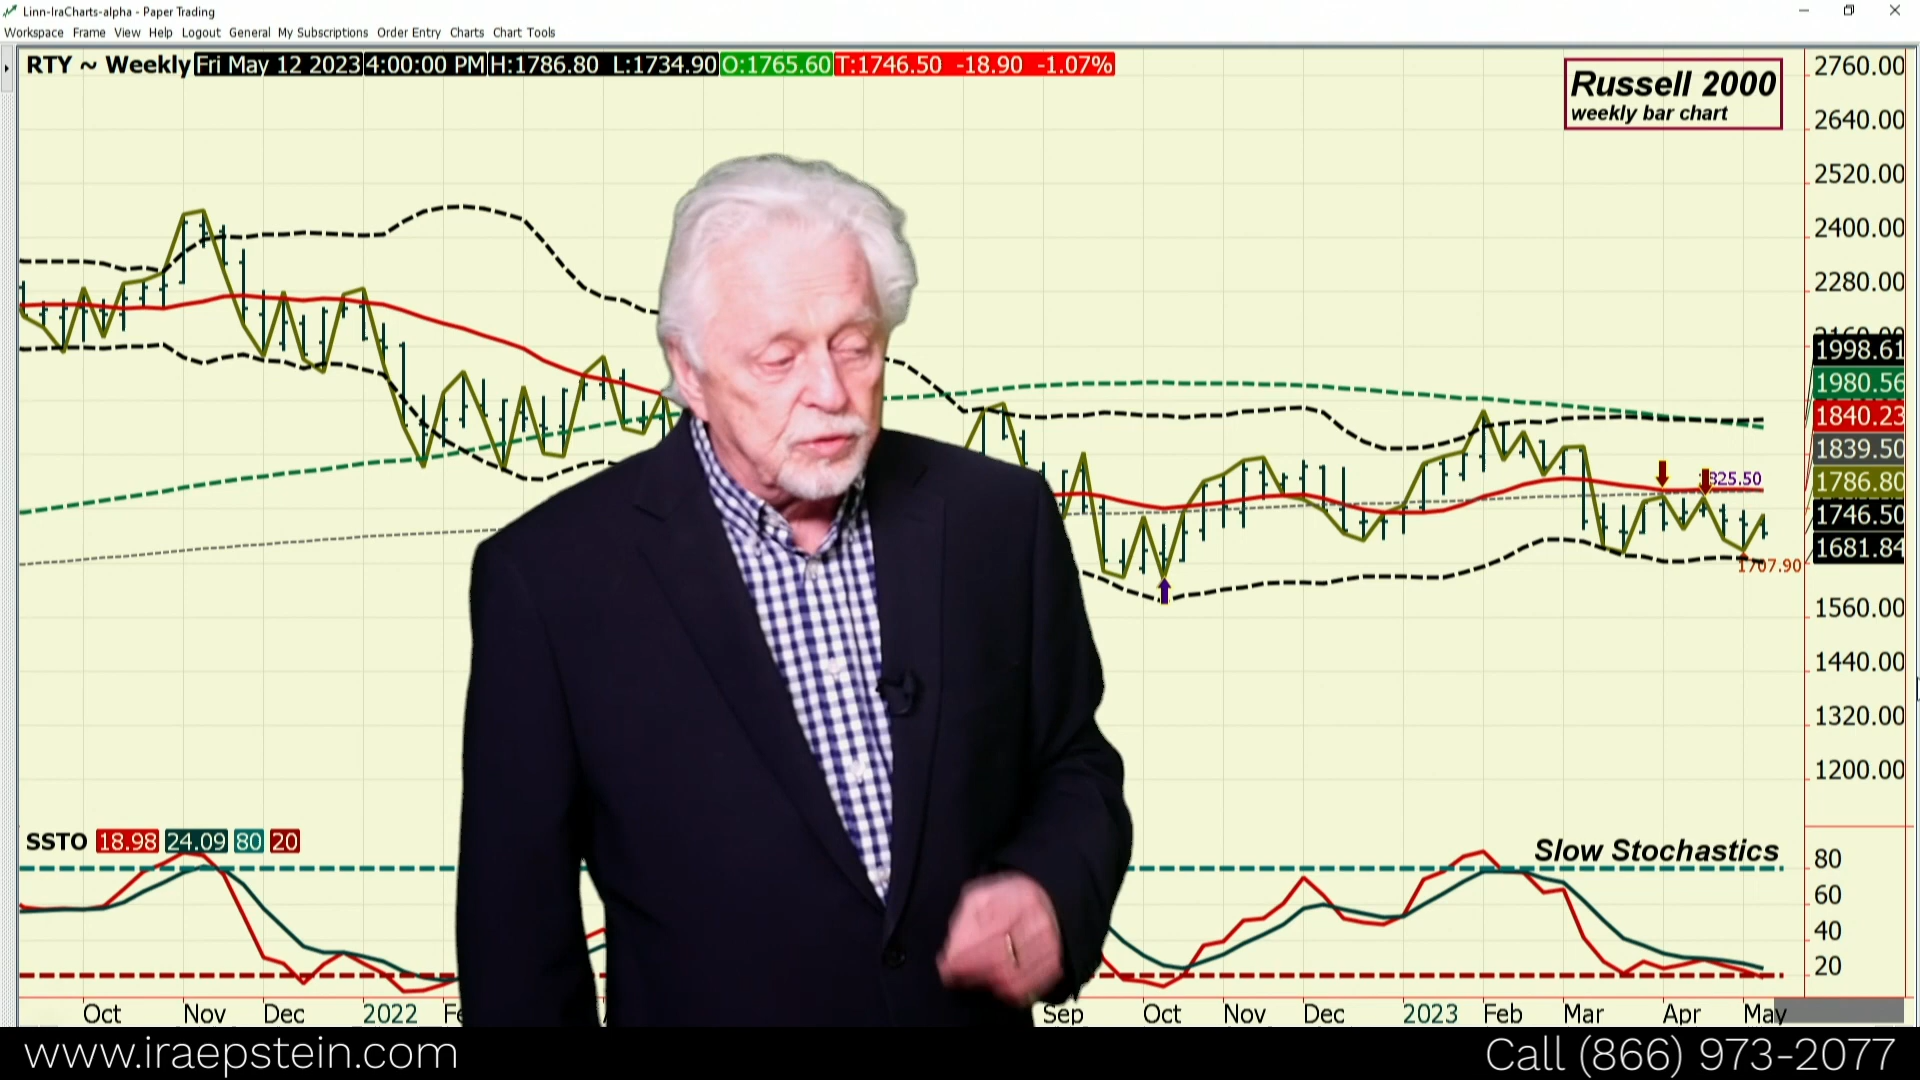 Linn-IraCharts-alpha - Paper Trading
Workspace Frame View Help Logout General My Subscriptions Order Entry Charts Chart Tools
RTY ~ Weekly Fri May 12 2023 4:00:00 PM H:1786.80 L:1734.90 O:1765.60 T:1746.50 -18.90 -1.07%
Russell 2000
weekly bar chart
2760.00
2640.00
2520.00
2400.00
2280.00
2160.00
1998.61
1980.56
1840.23
1839.50
1786.80
1746.50
1681.84
1560.00
1440.00
1320.00
1200.00
825.50
1707.90
SSTO 18.98 24.09 80 20
Slow Stochastics
80
60
40
20
Oct Nov Dec 2022 Sep Oct Nov Dec 2023 Feb Mar Apr May
www.iraepstein.com
Call (866) 973-2077